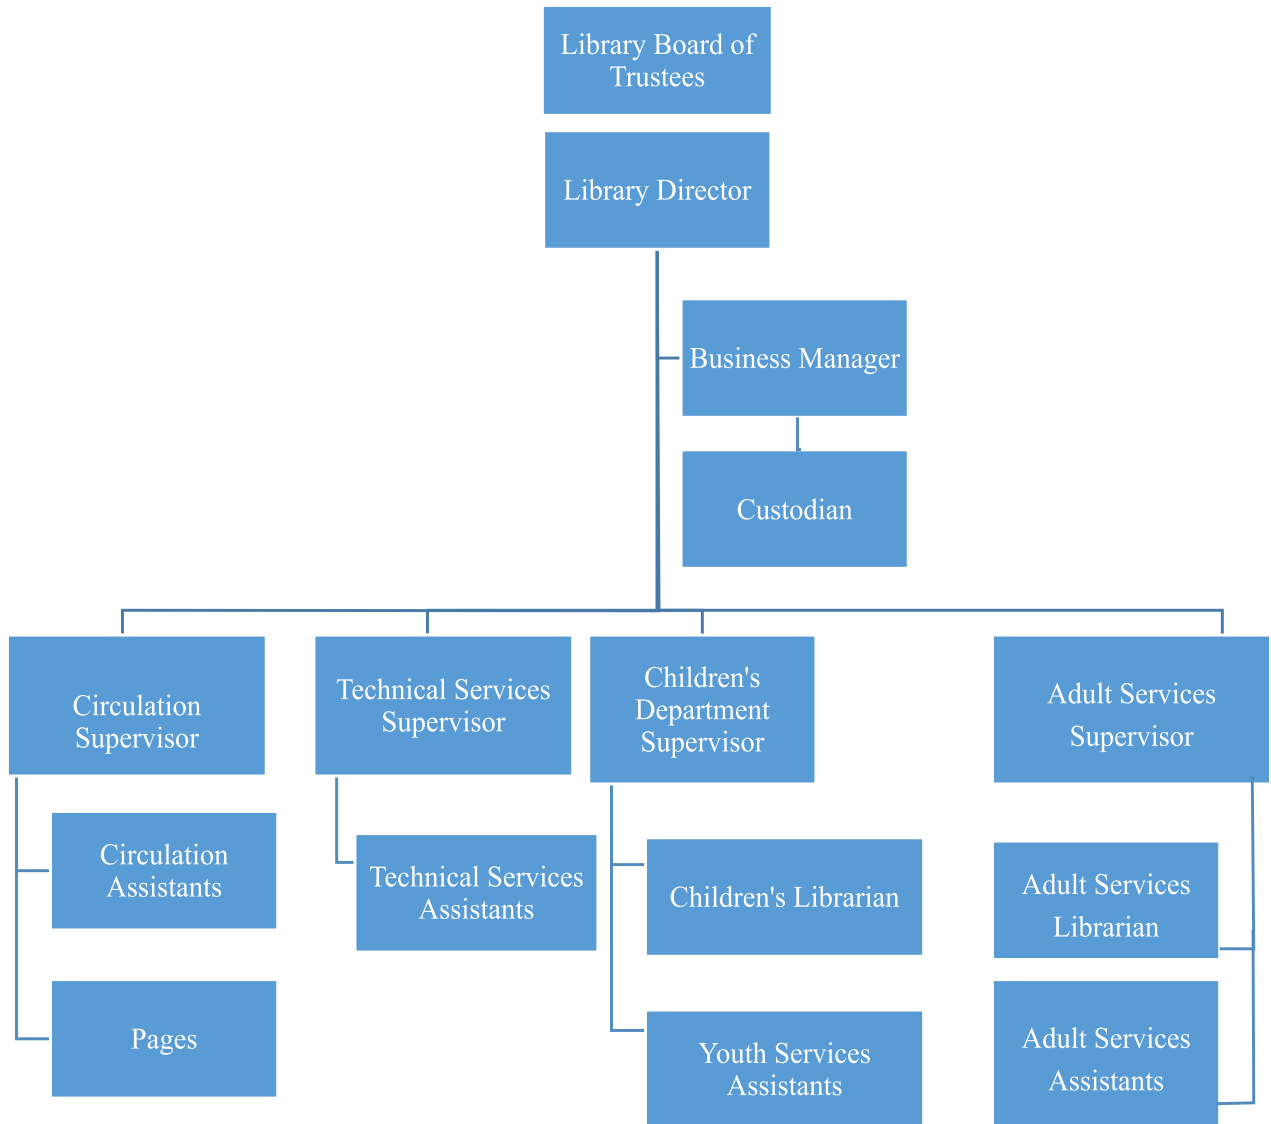 Library Board of
Trustees
Library Director
Business Manager
Custodian
Circulation
Supervisor
Technical Services
Supervisor
Children's
Department
Supervisor
Adult Services
Supervisor
Circulation
Assistants
Technical Services
Assistants
Children's Librarian
Adult Services
Librarian
Pages
Youth Services
Assistants
Adult Services
Assistants